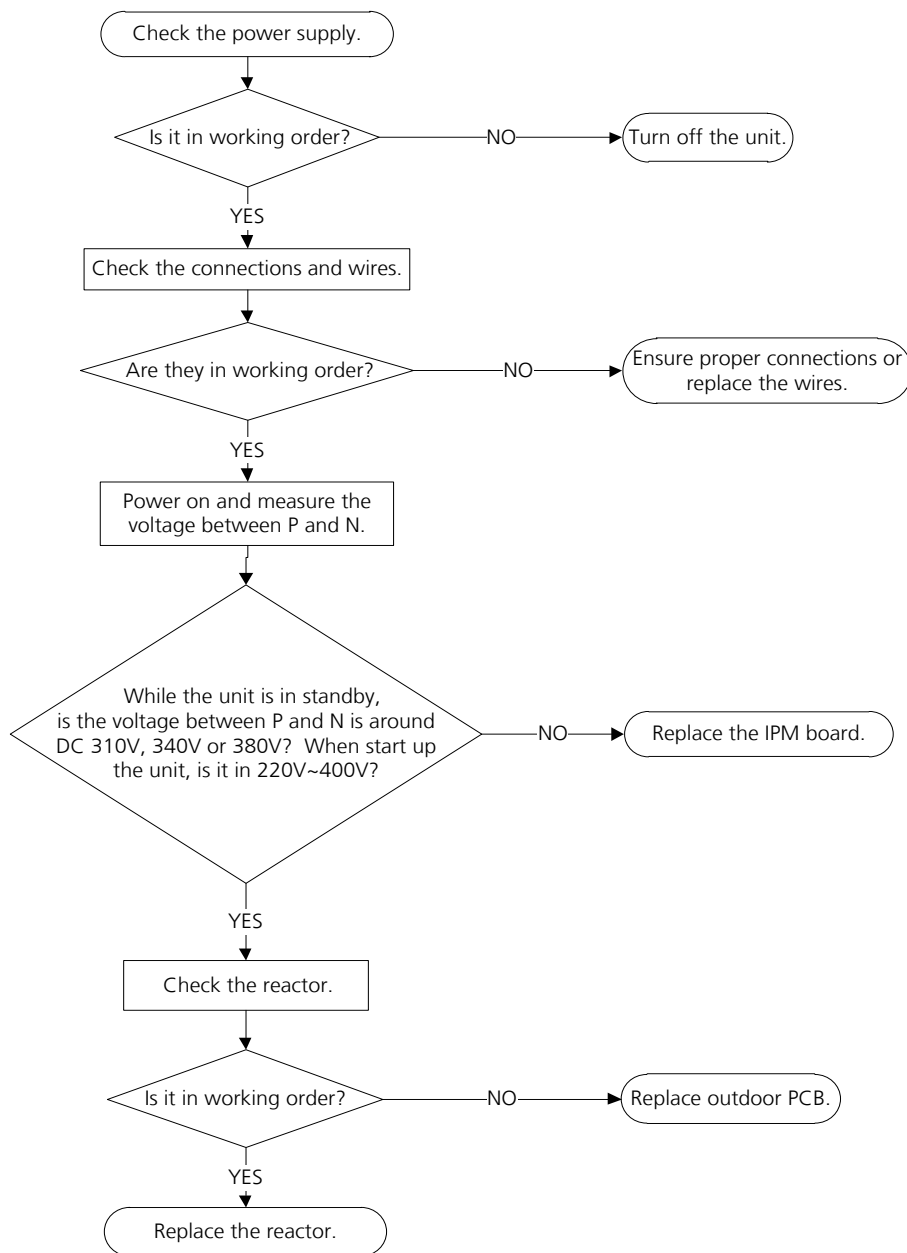 Check the power supply.
Is it in working order?
NO
Turn off the unit.
YES
Check the connections and wires.
Are they in working order?
NO
Ensure proper connections or
replace the wires.
YES
Power on and measure the
voltage between P and N.
While the unit is in standby,
is the voltage between P and N is around
DC 310V, 340V or 380V?  When start up
the unit, is it in 220V~400V?
NO
Replace the IPM board.
YES
Check the reactor.
Is it in working order?
NO
Replace outdoor PCB.
YES
Replace the reactor.